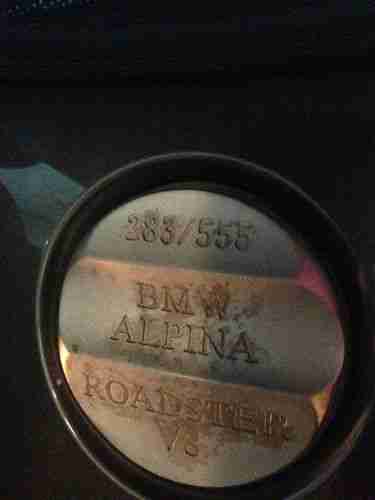 283/555
BMW
ALPINA
ROADSTER
V8